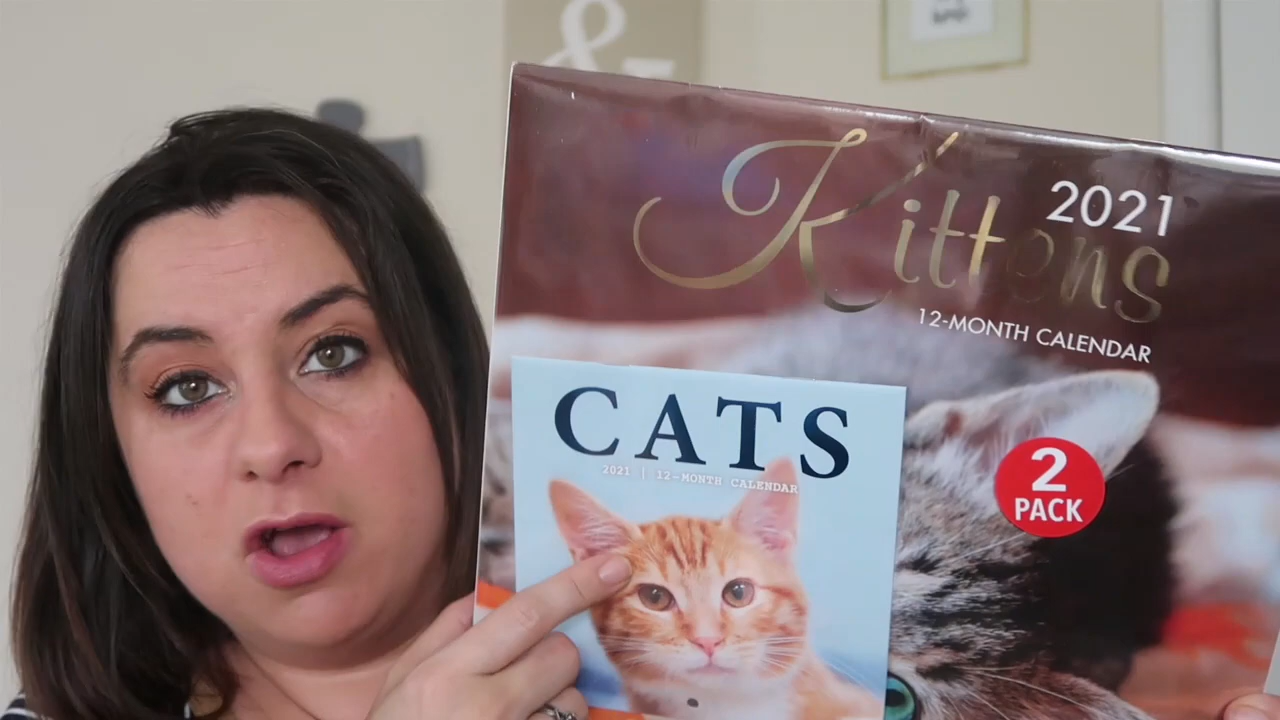 &
Kittens
2021
12-MONTH CALENDAR
CATS
2021 | 12-MONTH CALENDAR
2
PACK